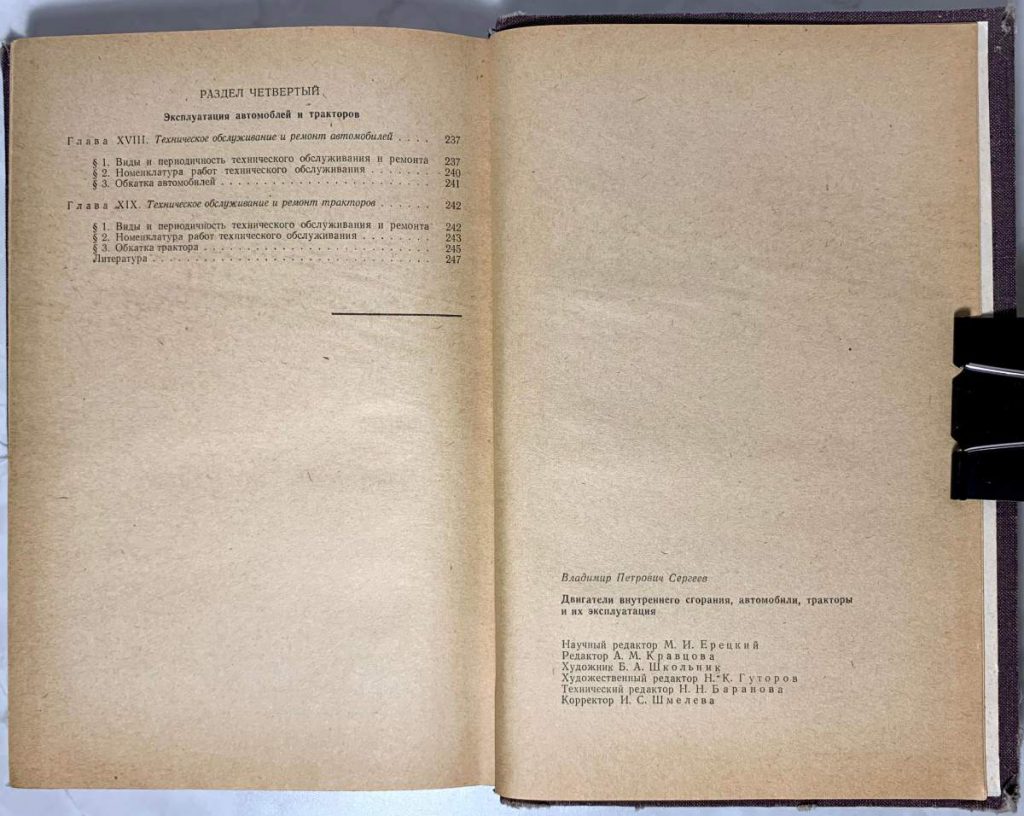 РАЗДЕЛ ЧЕТВЕРТЫЙ
Эксплуатация автомоблей и тракторов
Глава XVIII. Техническое обслуживание и ремонт автомобилей . . . . 237
§ 1. Виды и периодичность технического обслуживания и ремонта 237
§ 2. Номенклатура работ технического обслуживания . . . . . . . . 240
§ 3. Обкатка автомобилей . . . . . . . . . . . . . . . . . . . . . 241
Глава XIX. Техническое обслуживание и ремонт тракторов . . . . . . 242
§ 1. Виды и периодичность технического обслуживания и ремонта 242
§ 2. Номенклатура работ технического обслуживания . . . . . . . . 243
§ 3. Обкатка трактора . . . . . . . . . . . . . . . . . . . . . . . 245
Литература . . . . . . . . . . . . . . . . . . . . . . . . . . . . 247
Владимир Петрович Сергеев
Двигатели внутреннего сгорания, автомобили, тракторы
и их эксплуатация
Научный редактор М. И. Ерецкий
Редактор А. М. Кравцова
Художник Б. А. Школьник
Художественный редактор Н. К. Гуторов
Технический редактор Н. Н. Баранова
Корректор И. С. Шмелева